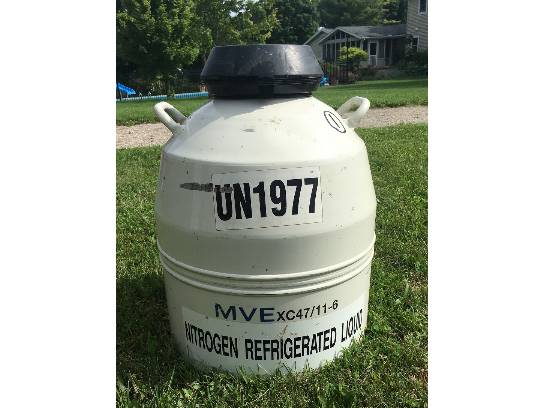 UN1977
MVE XC47/11-6
NITROGEN REFRIGERATED LIQUID